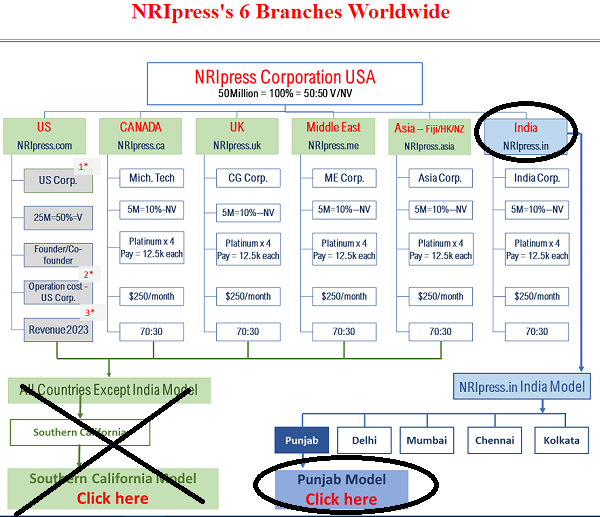 NRIpress's 6 Branches Worldwide
NRIpress Corporation USA
50Million = 100% = 50:50 V/NV
US
NRIpress.com
CANADA
NRIpress.ca
UK
NRIpress.uk
Middle East
NRIpress.me
Asia – Fiji/HK/NZ
NRIpress.asia
India
NRIpress.in
1*
US Corp.
Mich. Tech
CG Corp.
ME Corp.
Asia Corp.
India Corp.
25M=50%-V
5M=10%-NV
5M=10%–NV
5M=10%–NV
5M=10%–NV
5M=10%–NV
Founder/Co-
founder
Platinum x 4
Pay = 12.5k each
Platinum x 4
Pay = 12.5k each
Platinum x 4
Pay = 12.5k each
Platinum x 4
Pay = 12.5k each
Platinum x 4
Pay = 12.5k each
2*
Operation cost -
US Corp.
$250/month
$250/month
$250/month
$250/month
$250/month
3*
Revenue 2023
70:30
70:30
70:30
70:30
70:30
All Countries Except India Model
Southern California
Southern California Model
Click here
NRIpress.in India Model
Punjab
Delhi
Mumbai
Chennai
Kolkata
Punjab Model
Click here